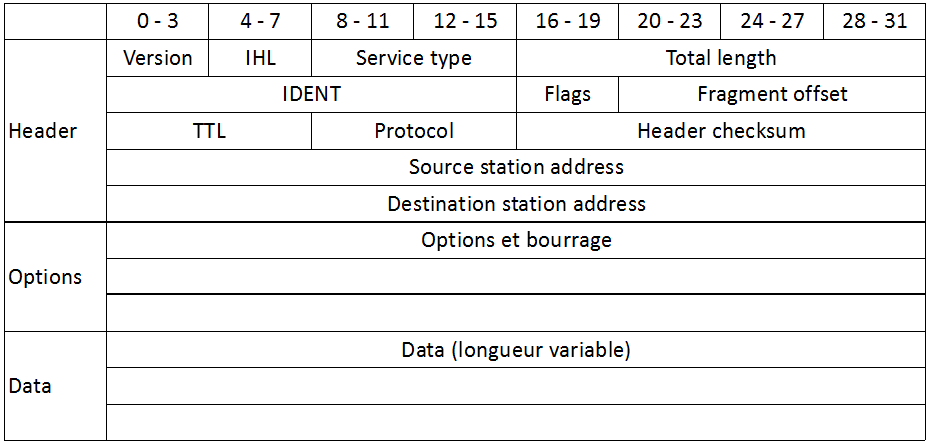 0 - 3 4 - 7 8 - 11 12 - 15 16 - 19 20 - 23 24 - 27 28 - 31
Header
Version IHL Service type Total length
IDENT Flags Fragment offset
TTL Protocol Header checksum
Source station address
Destination station address
Options
Options et bourrage
Data
Data (longueur variable)